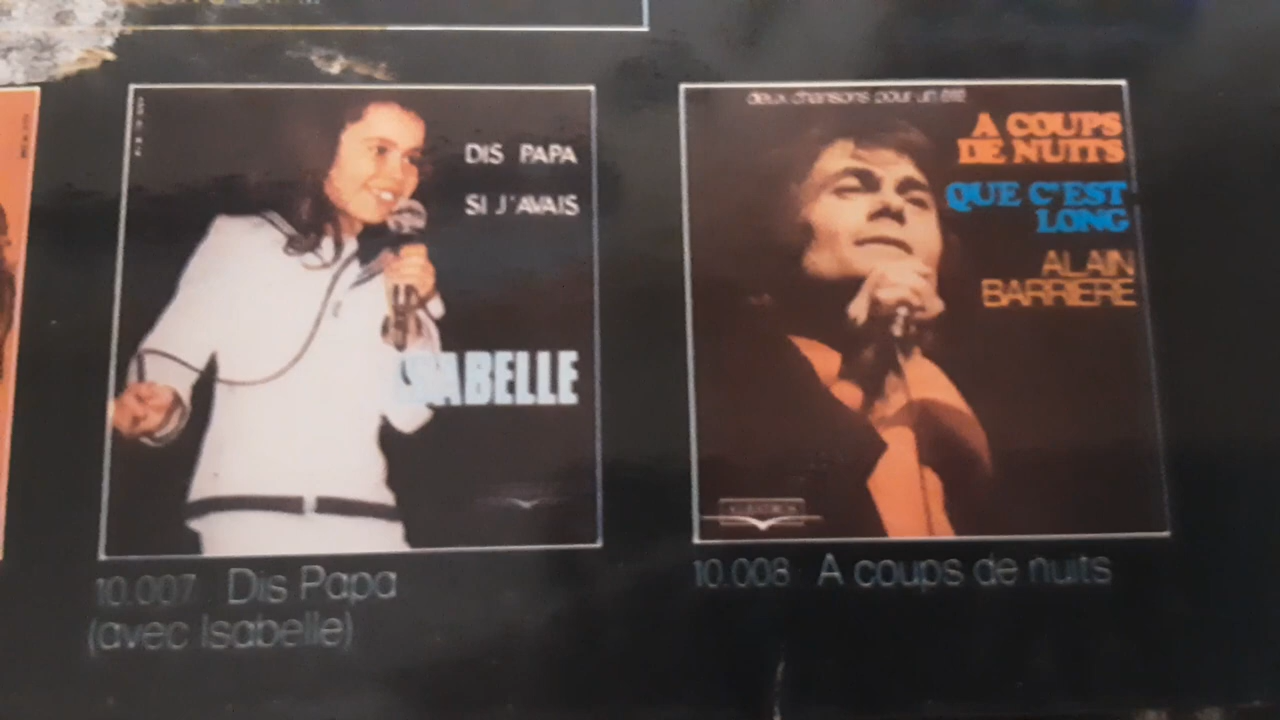 DIS PAPA
SI J'AVAIS
ISABELLE
10.007 Dis Papa
(avec Isabelle)
deux chansons pour un été
A COUPS
DE NUITS
QUE C'EST
LONG
ALAIN
BARRIERE
10.008 A coups de nuits